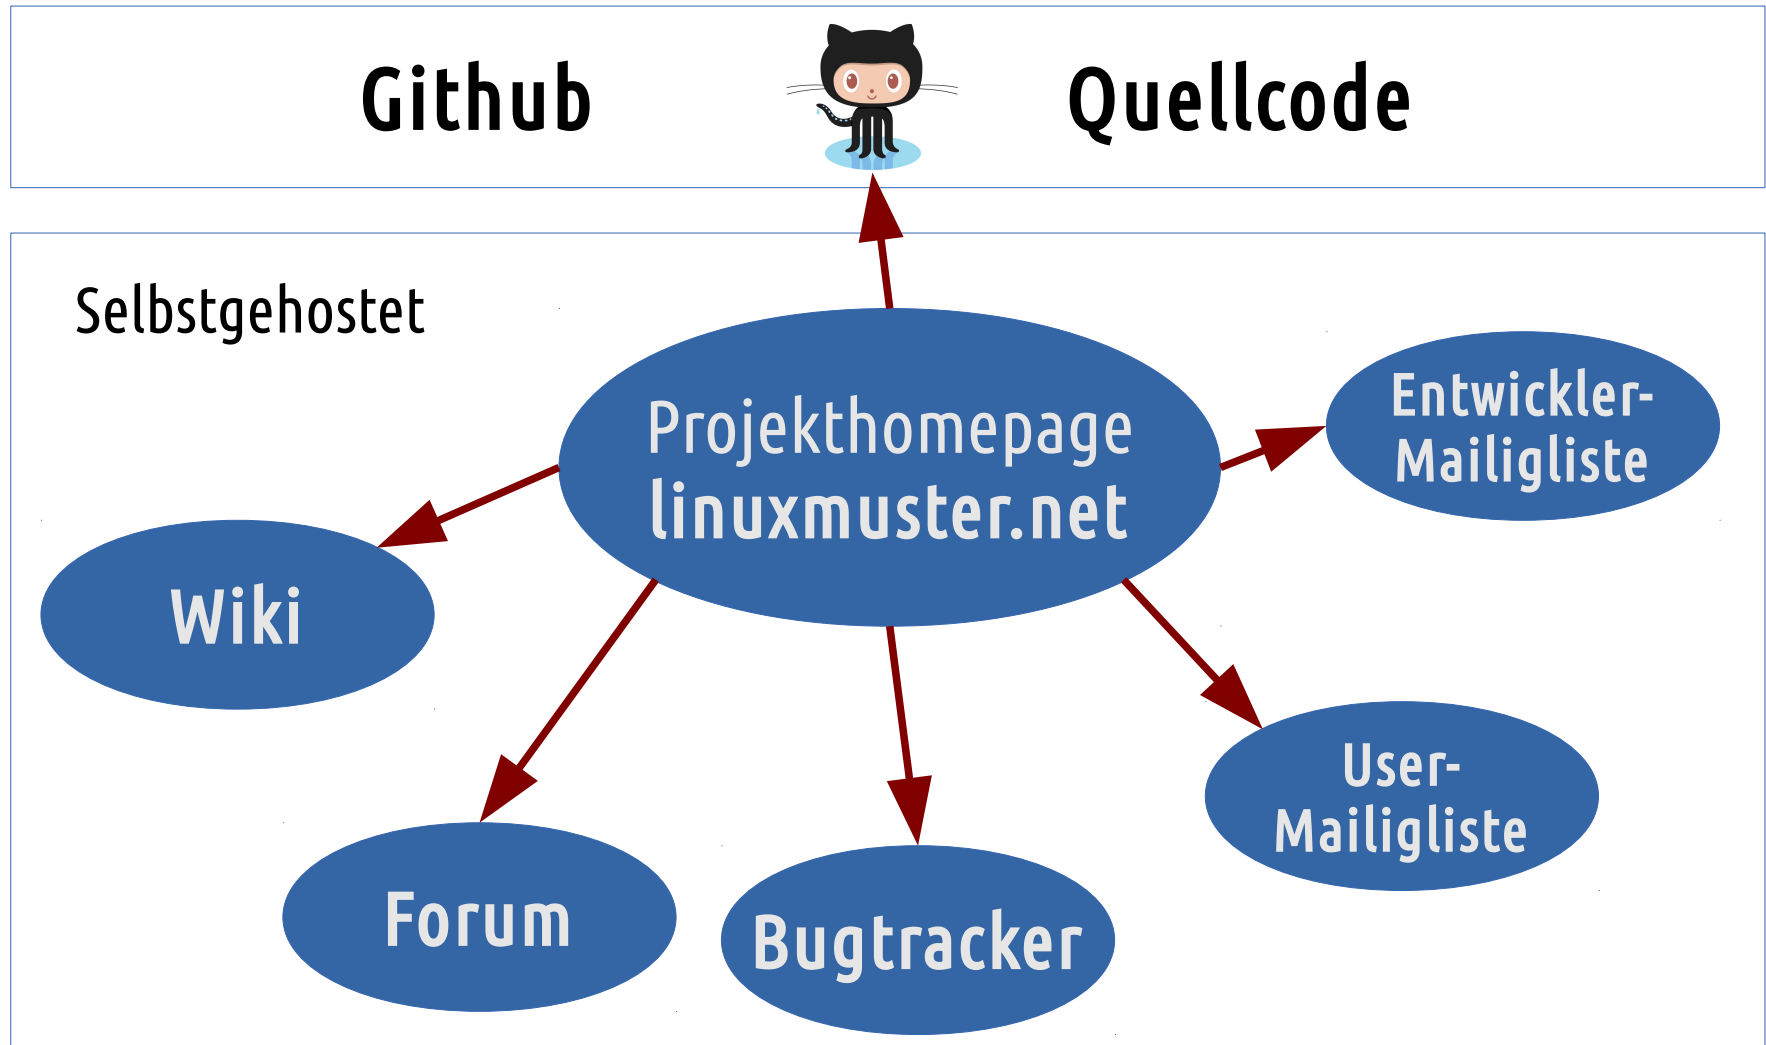 Github Quellcode
Selbstgehostet
Projekthomepage
linuxmuster.net
Entwickler-
Mailigliste
Wiki
User-
Mailigliste
Forum
Bugtracker